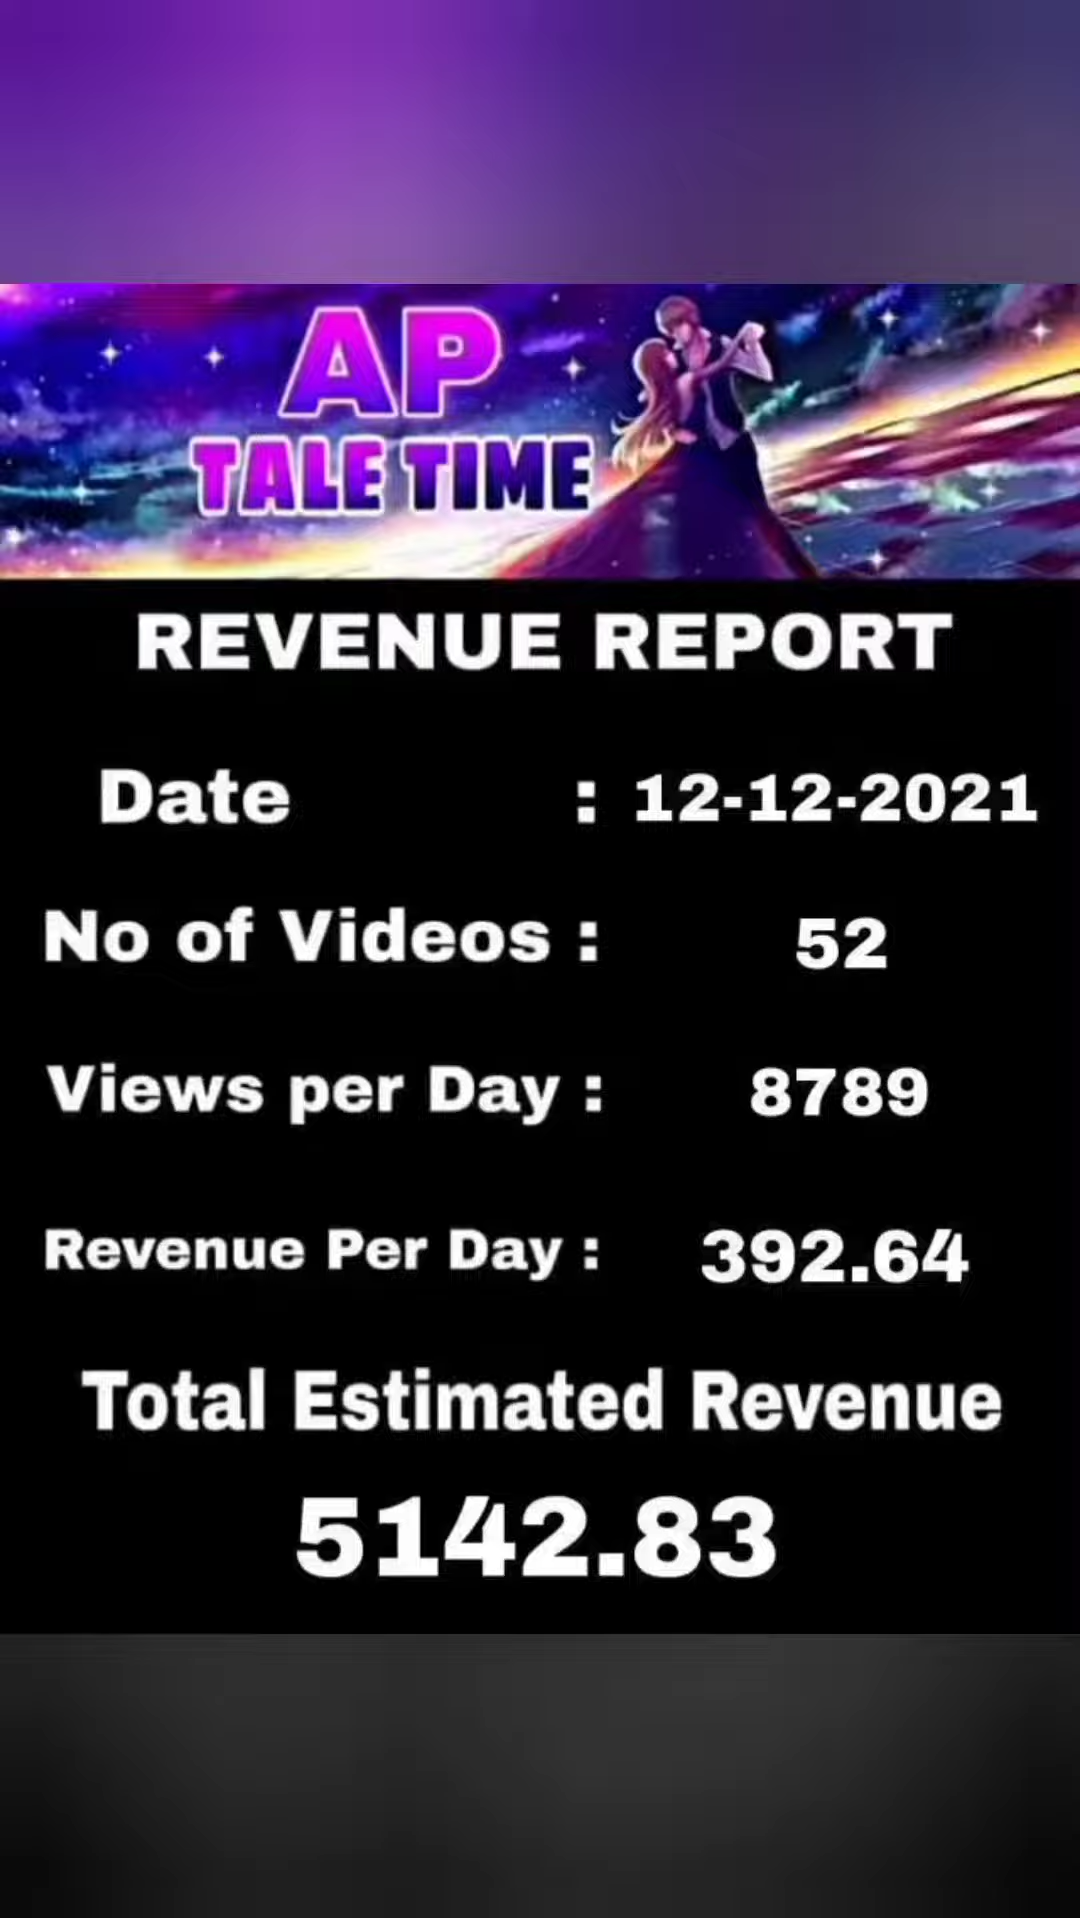 AP
TALE TIME
REVENUE REPORT
Date : 12-12-2021
No of Videos : 52
Views per Day : 8789
Revenue Per Day : 392.64
Total Estimated Revenue
5142.83